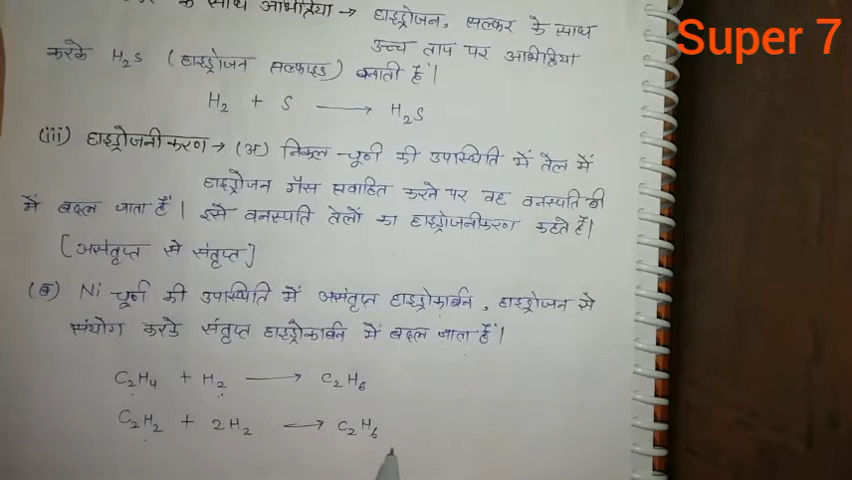 के साथ अभिक्रिया → हाइड्रोजन, सल्फर के साथ
उच्च ताप पर अभिक्रिया
करके H₂S (हाइड्रोजन सल्फाइड) बनाती है।
H₂ + S ⟶ H₂S
(iii) हाइड्रोजनीकरण → (अ) निकल चूर्ण की उपस्थिति में तेल में
हाइड्रोजन गैस प्रवाहित करने पर वह वनस्पति घी
में बदल जाता है। इसे वनस्पति तेलों का हाइड्रोजनीकरण कहते हैं।
[असंतृप्त से संतृप्त]
(ब) Ni चूर्ण की उपस्थिति में असंतृप्त हाइड्रोकार्बन, हाइड्रोजन से
संयोग करके संतृप्त हाइड्रोकार्बन में बदल जाता है।
C₂H₄ + H₂ ⟶ C₂H₆
C₂H₂ + 2H₂ ⟶ C₂H₆
Super 7